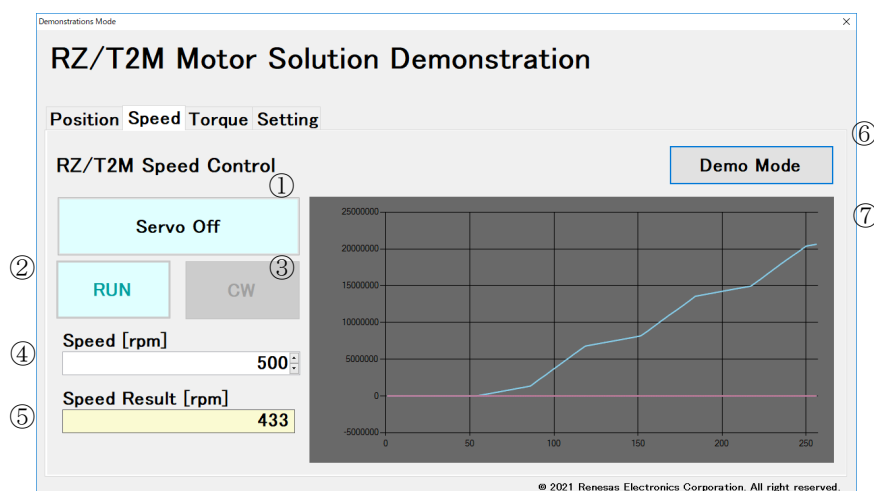 Demonstrations Mode
RZ/T2M Motor Solution Demonstration
Position Speed Torque Setting
⑥
RZ/T2M Speed Control
Demo Mode
①
Servo Off
⑦
②
RUN
③
CW
Speed [rpm]
④
500
Speed Result [rpm]
⑤
433
25000000
20000000
15000000
10000000
5000000
0
-5000000
0 50 100 150 200 250
© 2021 Renesas Electronics Corporation. All right reserved.